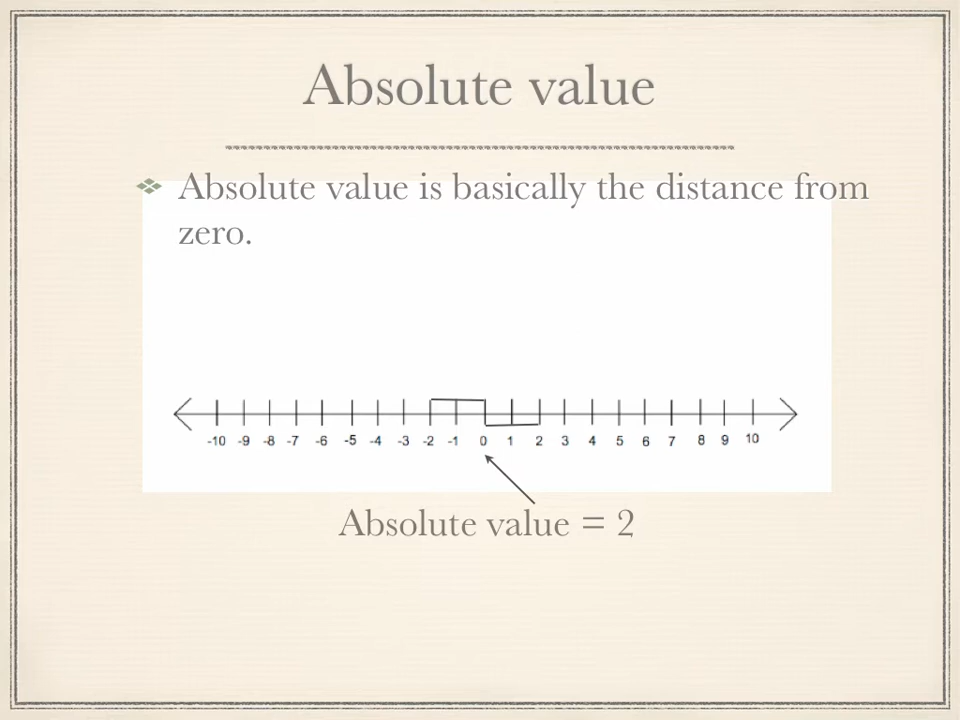 Absolute value
Absolute value is basically the distance from
zero.
-10 -9 -8 -7 -6 -5 -4 -3 -2 -1 0 1 2 3 4 5 6 7 8 9 10
Absolute value = 2